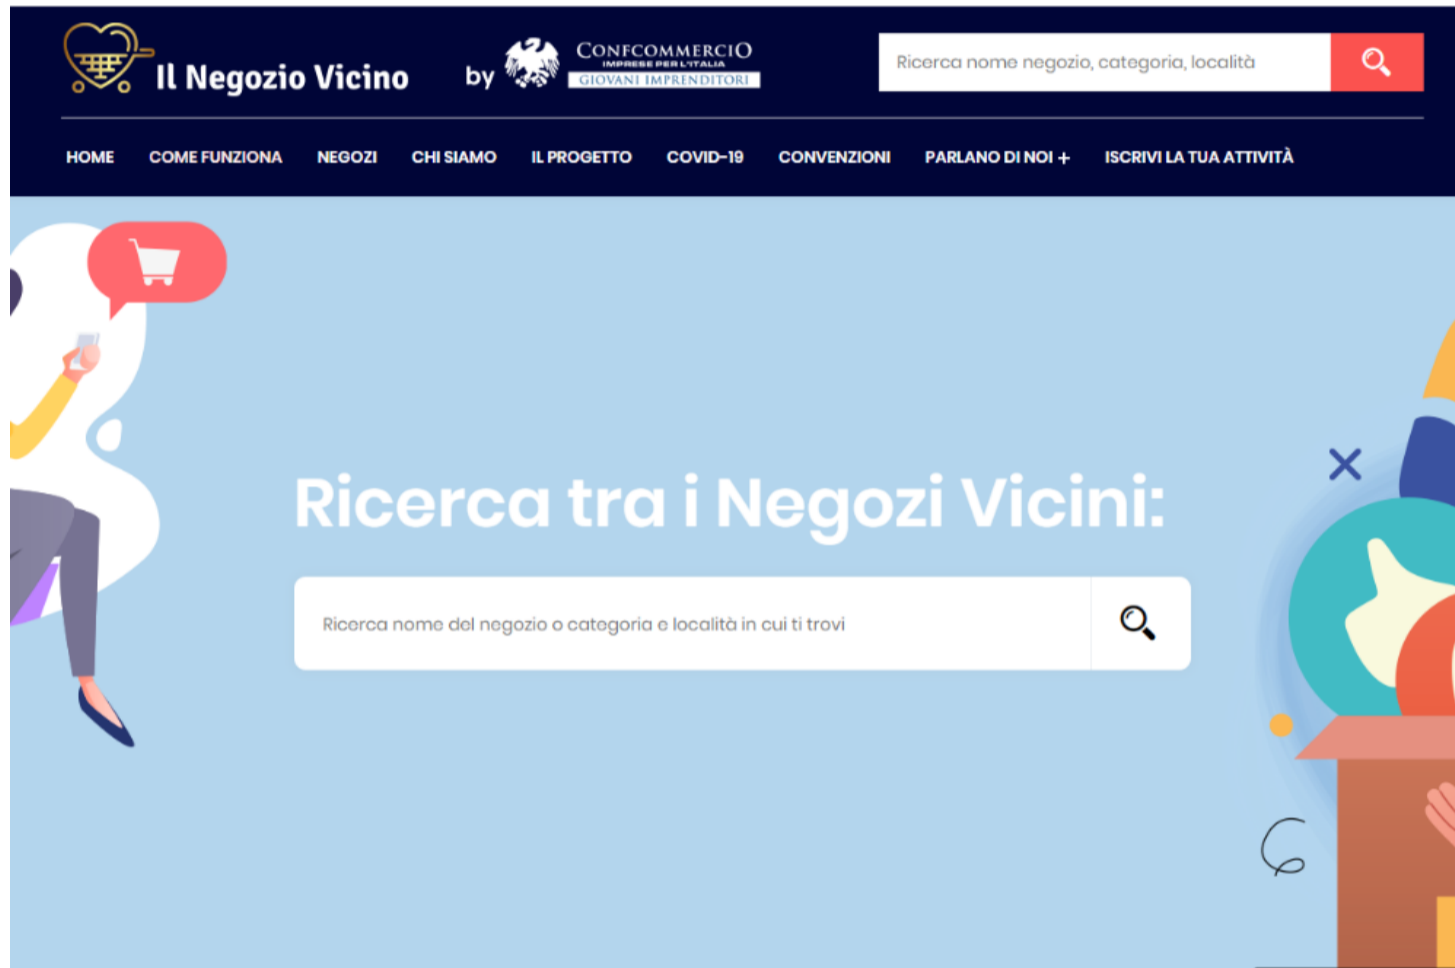 Il Negozio Vicino
by
CONFCOMMERCIO
IMPRESE PER L'ITALIA
GIOVANI IMPRENDITORI
Ricerca nome negozio, categoria, località
HOME COME FUNZIONA NEGOZI CHI SIAMO IL PROGETTO COVID-19 CONVENZIONI PARLANO DI NOI + ISCRIVI LA TUA ATTIVITÀ
Ricerca tra i Negozi Vicini:
Ricerca nome del negozio o categoria e località in cui ti trovi